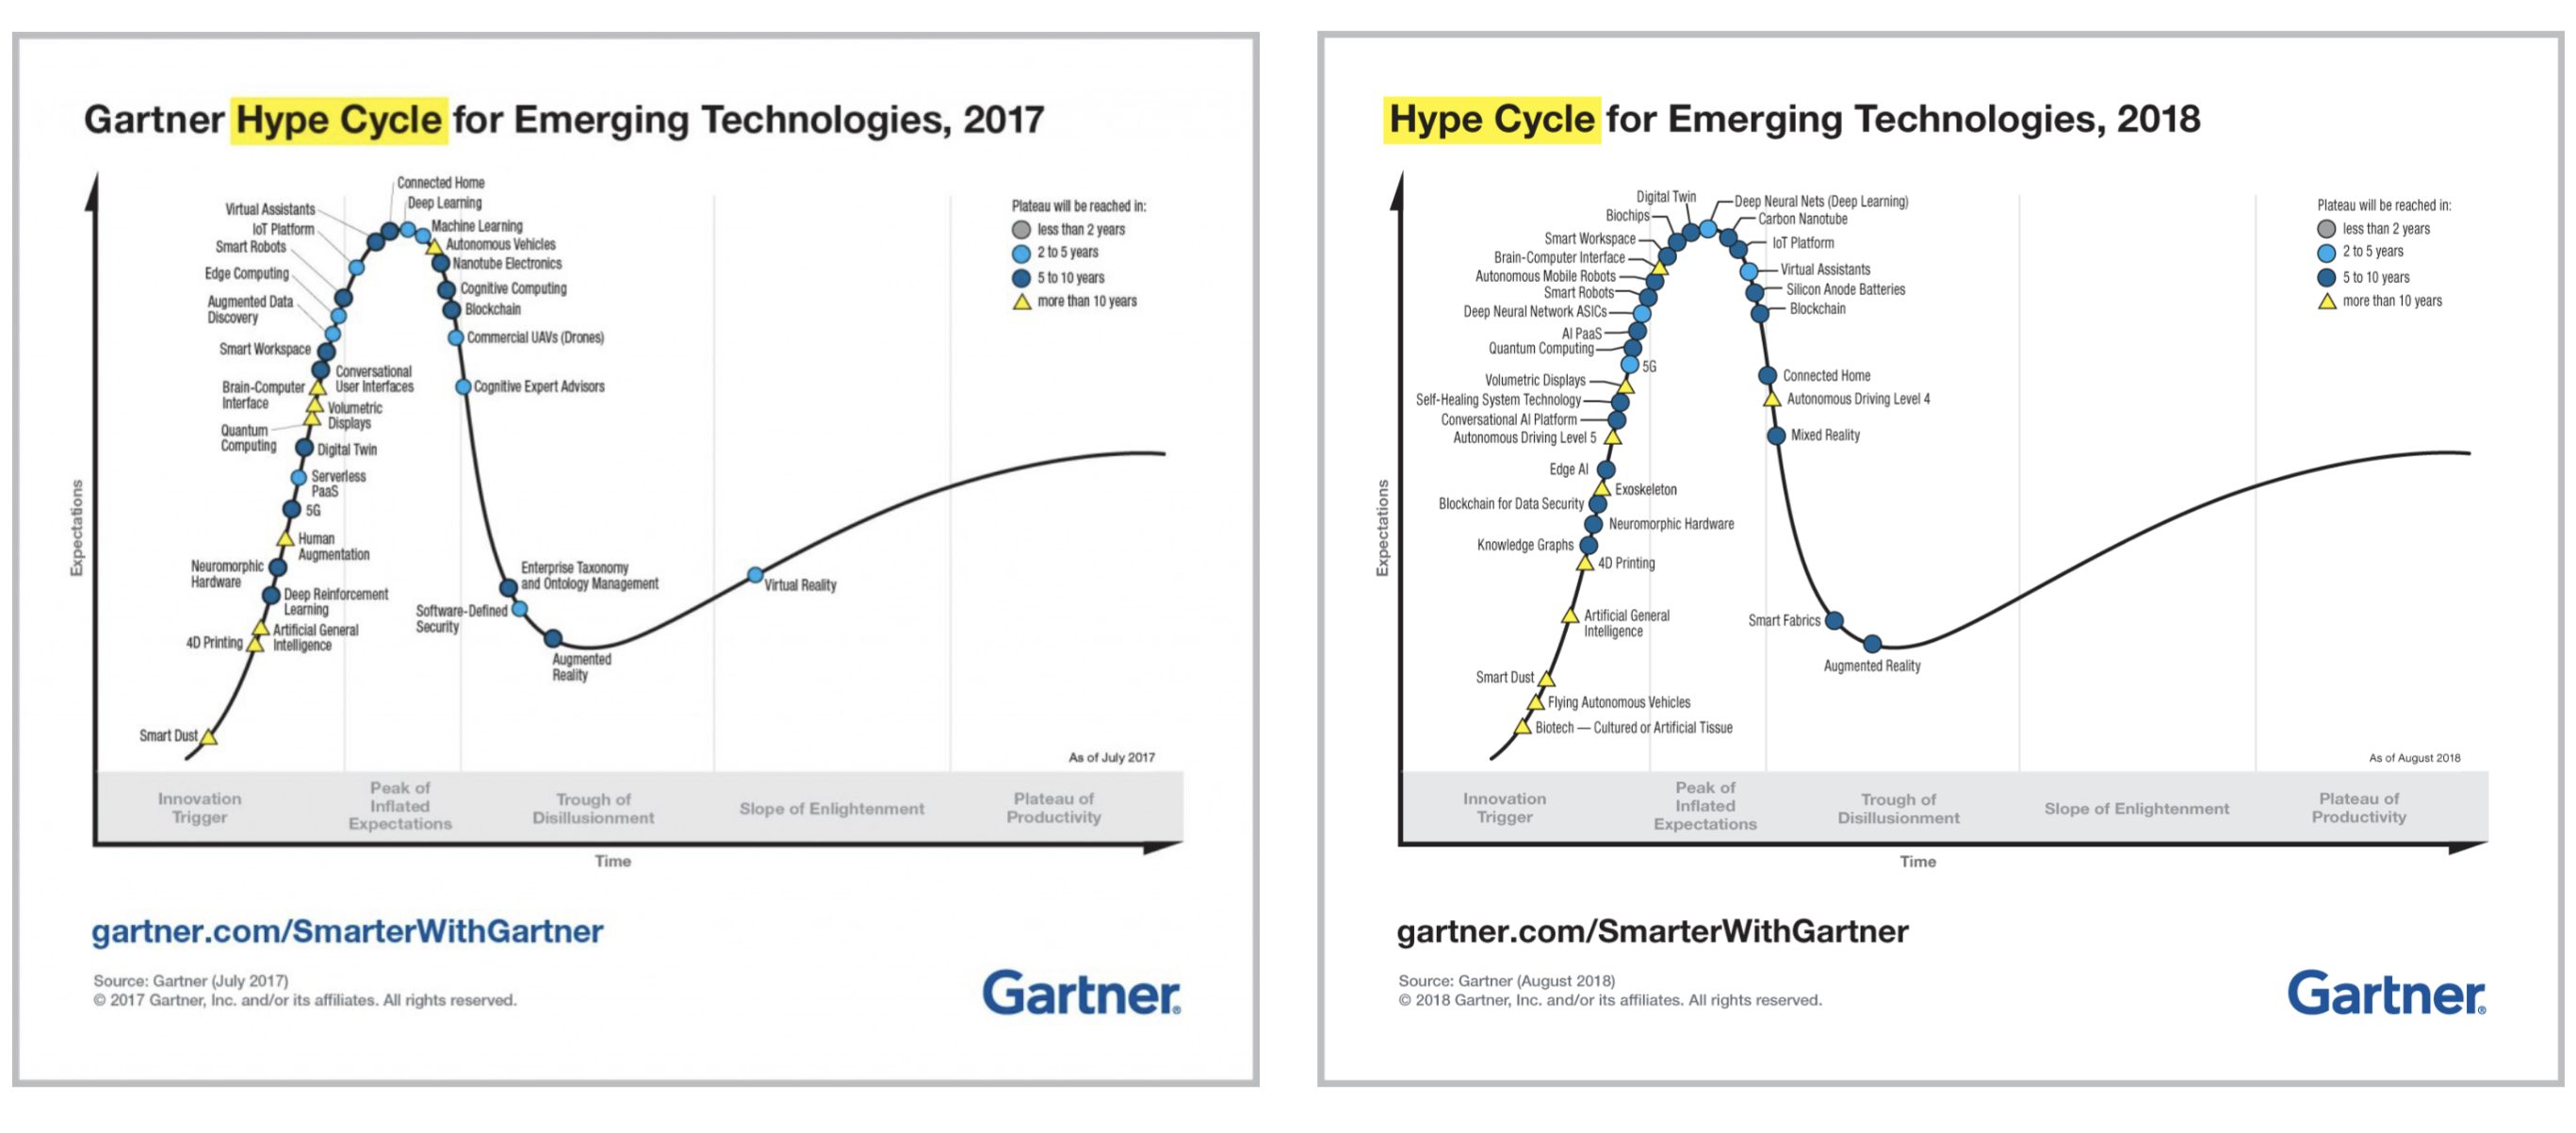 Gartner Hype Cycle for Emerging Technologies, 2017
Connected Home
Deep Learning
Virtual Assistants
Machine Learning
IoT Platform
Autonomous Vehicles
Smart Robots
Nanotube Electronics
Edge Computing
Cognitive Computing
Augmented Data
Discovery
Blockchain
Commercial UAVs (Drones)
Smart Workspace
Conversational
User Interfaces
Cognitive Expert Advisors
Brain-Computer
Interface
Volumetric
Displays
Quantum
Computing
Digital Twin
Serverless
PaaS
5G
Human
Augmentation
Neuromorphic
Hardware
Deep Reinforcement
Learning
Artificial General
Intelligence
4D Printing
Smart Dust
Enterprise Taxonomy
and Ontology Management
Software-Defined
Security
Augmented
Reality
Virtual Reality
Plateau will be reached in:
less than 2 years
2 to 5 years
5 to 10 years
more than 10 years
Expectations
As of July 2017
Innovation
Trigger
Peak of
Inflated
Expectations
Trough of
Disillusionment
Slope of Enlightenment
Plateau of
Productivity
Time
gartner.com/SmarterWithGartner
Source: Gartner (July 2017)
© 2017 Gartner, Inc. and/or its affiliates. All rights reserved.
Gartner®
Hype Cycle for Emerging Technologies, 2018
Digital Twin
Deep Neural Nets (Deep Learning)
Biochips
Carbon Nanotube
Smart Workspace
IoT Platform
Brain-Computer Interface
Virtual Assistants
Autonomous Mobile Robots
Silicon Anode Batteries
Smart Robots
Blockchain
Deep Neural Network ASICs
AI PaaS
Quantum Computing
5G
Connected Home
Volumetric Displays
Autonomous Driving Level 4
Self-Healing System Technology
Conversational AI Platform
Mixed Reality
Autonomous Driving Level 5
Edge AI
Exoskeleton
Blockchain for Data Security
Neuromorphic Hardware
Knowledge Graphs
4D Printing
Artificial General
Intelligence
Smart Fabrics
Augmented Reality
Smart Dust
Flying Autonomous Vehicles
Biotech — Cultured or Artificial Tissue
Plateau will be reached in:
less than 2 years
2 to 5 years
5 to 10 years
more than 10 years
Expectations
As of August 2018
Innovation
Trigger
Peak of
Inflated
Expectations
Trough of
Disillusionment
Slope of Enlightenment
Plateau of
Productivity
Time
gartner.com/SmarterWithGartner
Source: Gartner (August 2018)
© 2018 Gartner, Inc. and/or its affiliates. All rights reserved.
Gartner®